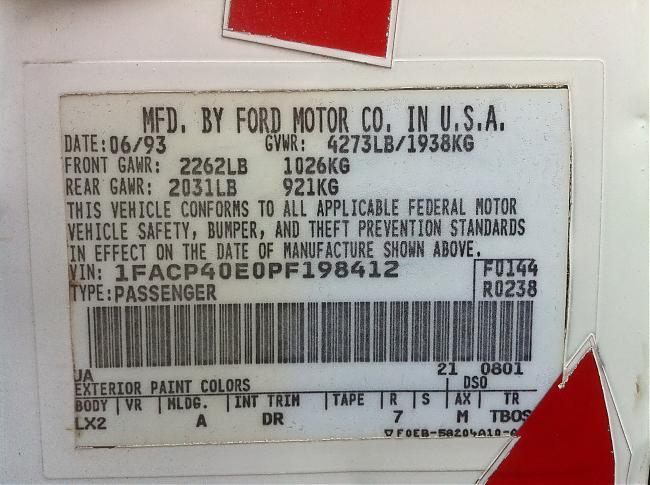 MFD. BY FORD MOTOR CO. IN U.S.A.
DATE: 06/93 GVWR: 4273LB/1938KG
FRONT GAWR: 2262LB 1026KG
REAR GAWR: 2031LB 921KG
THIS VEHICLE CONFORMS TO ALL APPLICABLE FEDERAL MOTOR
VEHICLE SAFETY, BUMPER, AND THEFT PREVENTION STANDARDS
IN EFFECT ON THE DATE OF MANUFACTURE SHOWN ABOVE.
VIN: 1FACP40E0PF198412 F0144
TYPE: PASSENGER R0238
UA 21 0801
EXTERIOR PAINT COLORS DSO
BODY VR MLDG. INT TRIM TAPE R S AX TR
LX2 A DR 7 M TBOS